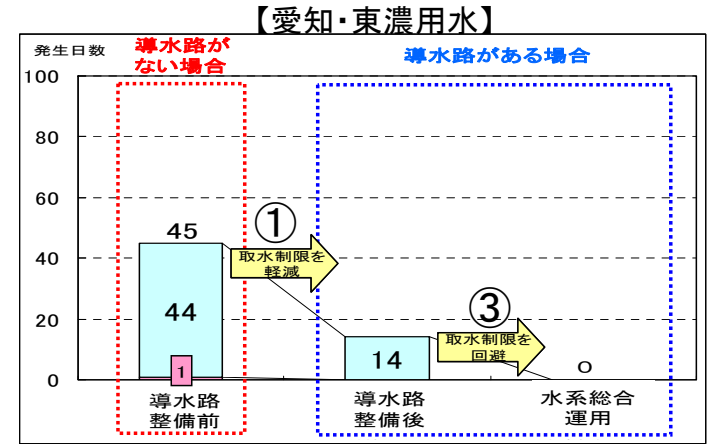 【愛知・東濃用水】
発生日数
導水路が
ない場合
導水路がある場合
100
80
60
40
20
0
45
44
1
①
取水制限を
軽減
14
③
取水制限を
回避
0
導水路
整備前
導水路
整備後
水系総合
運用